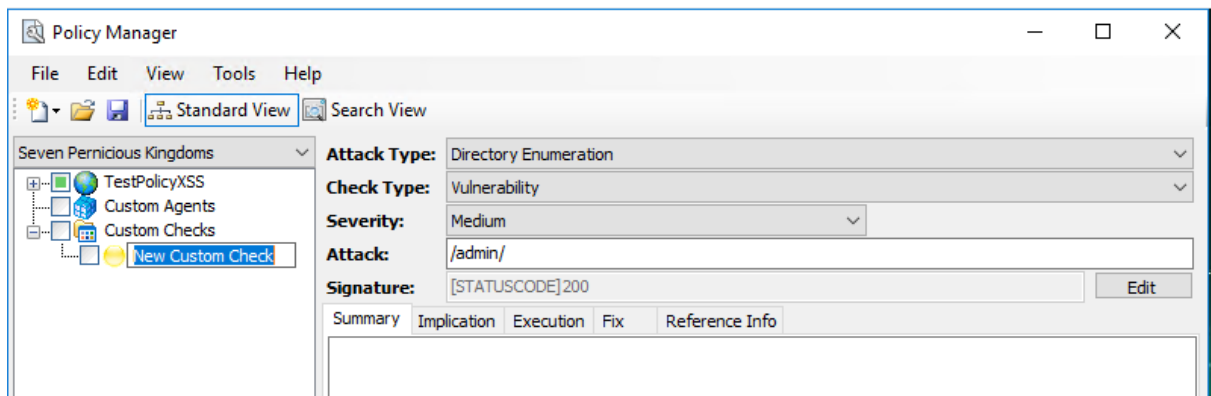 Policy Manager
File Edit View Tools Help
Standard View Search View
Seven Pernicious Kingdoms
TestPolicyXSS
Custom Agents
Custom Checks
New Custom Check
Attack Type: Directory Enumeration
Check Type: Vulnerability
Severity: Medium
Attack: /admin/
Signature: [STATUSCODE]200 Edit
Summary Implication Execution Fix Reference Info